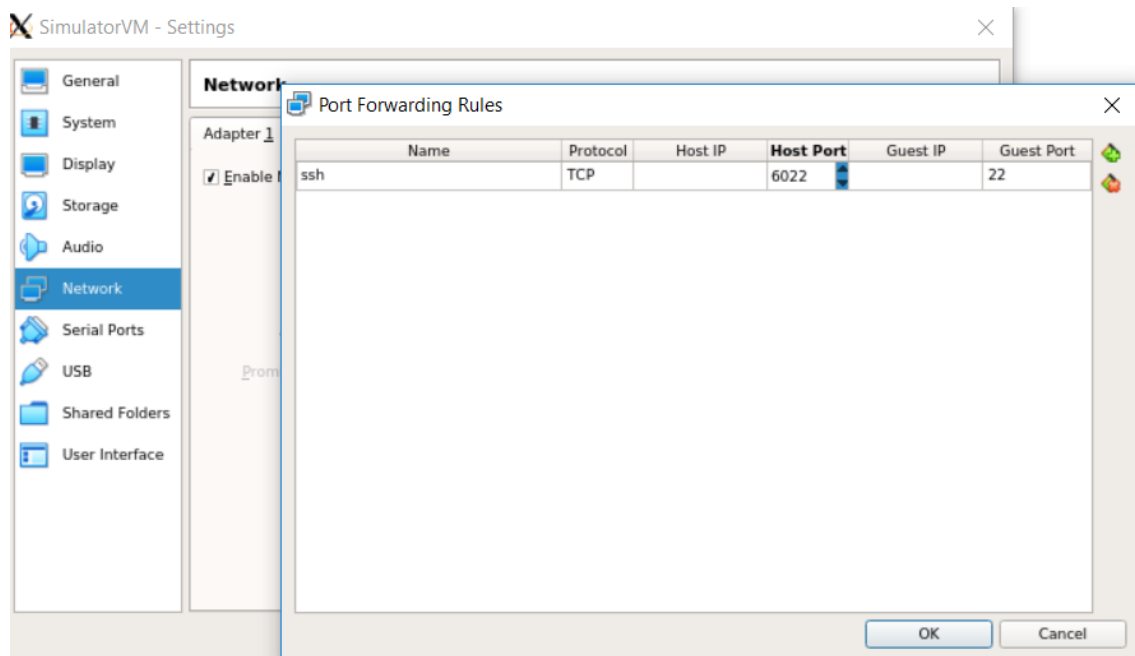 SimulatorVM - Settings
General
System
Display
Storage
Audio
Network
Serial Ports
USB
Shared Folders
User Interface
Network
Adapter 1
Enable
Prom
Port Forwarding Rules
Name Protocol Host IP Host Port Guest IP Guest Port
ssh TCP 6022 22
OK Cancel